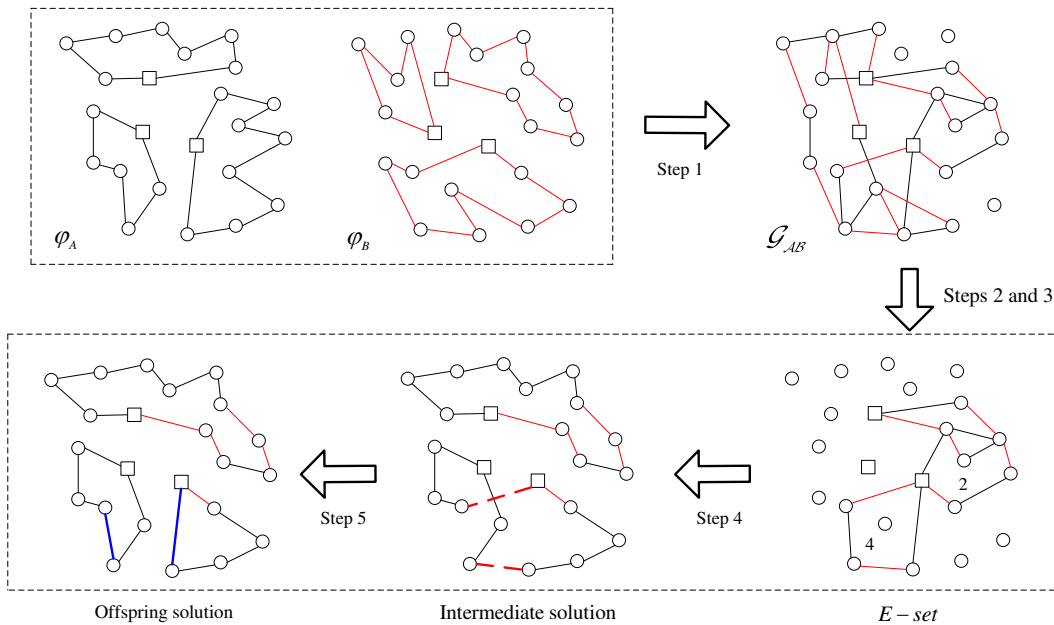 φ_A
φ_B
Step 1
𝒢_AB
Steps 2 and 3
2
4
Step 4
Step 5
Offspring solution
Intermediate solution
E – set